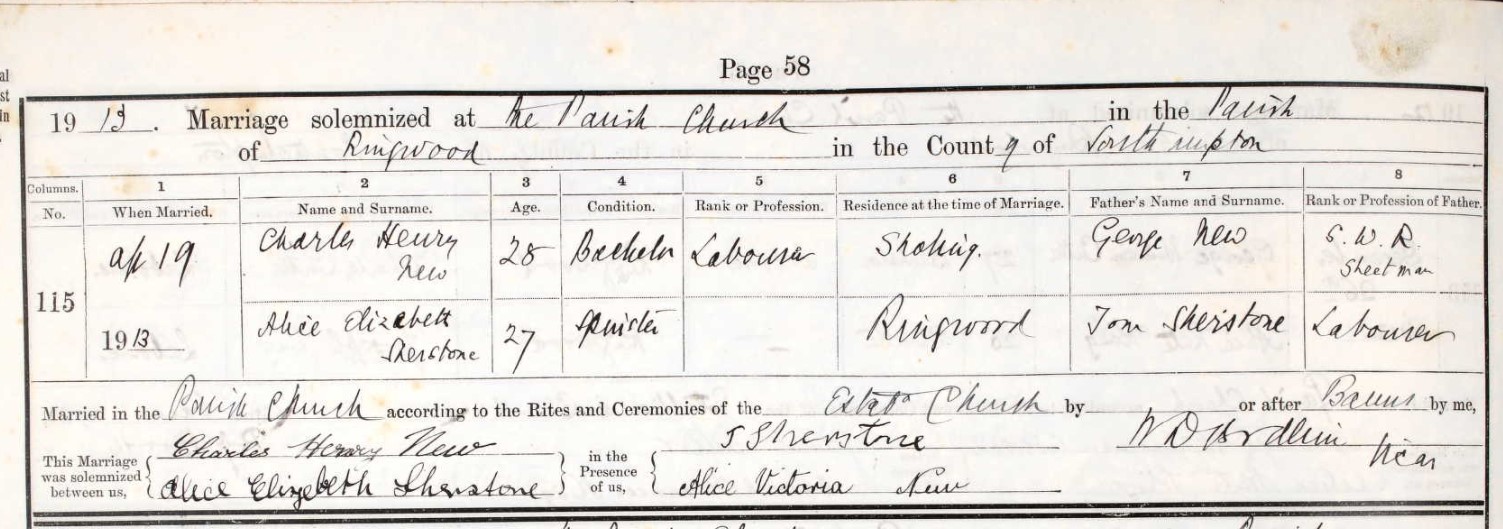 Page 58
1913. Marriage solemnized at the Parish Church in the Parish
of Ringwood in the County of Southampton
Columns. 1 2 3 4 5 6 7 8
No. When Married. Name and Surname. Age. Condition. Rank or Profession. Residence at the time of Marriage. Father's Name and Surname. Rank or Profession of Father.
115
Ap 19
1913
Charles Henry
New
28 Bachelor Labourer Sholing. George New S. W. R.
Sheetman
Alice Elizabeth
Sherstone
27 Spinster Ringwood Tom Sherstone Labourer
Married in the Parish Church according to the Rites and Ceremonies of the Estabd Church by or after Banns by me,
This Marriage was solemnized between us, { Charles Henry New } in the Presence of us, { T Sherstone Vicar
Alice Elizabeth Sherstone Alice Victoria New